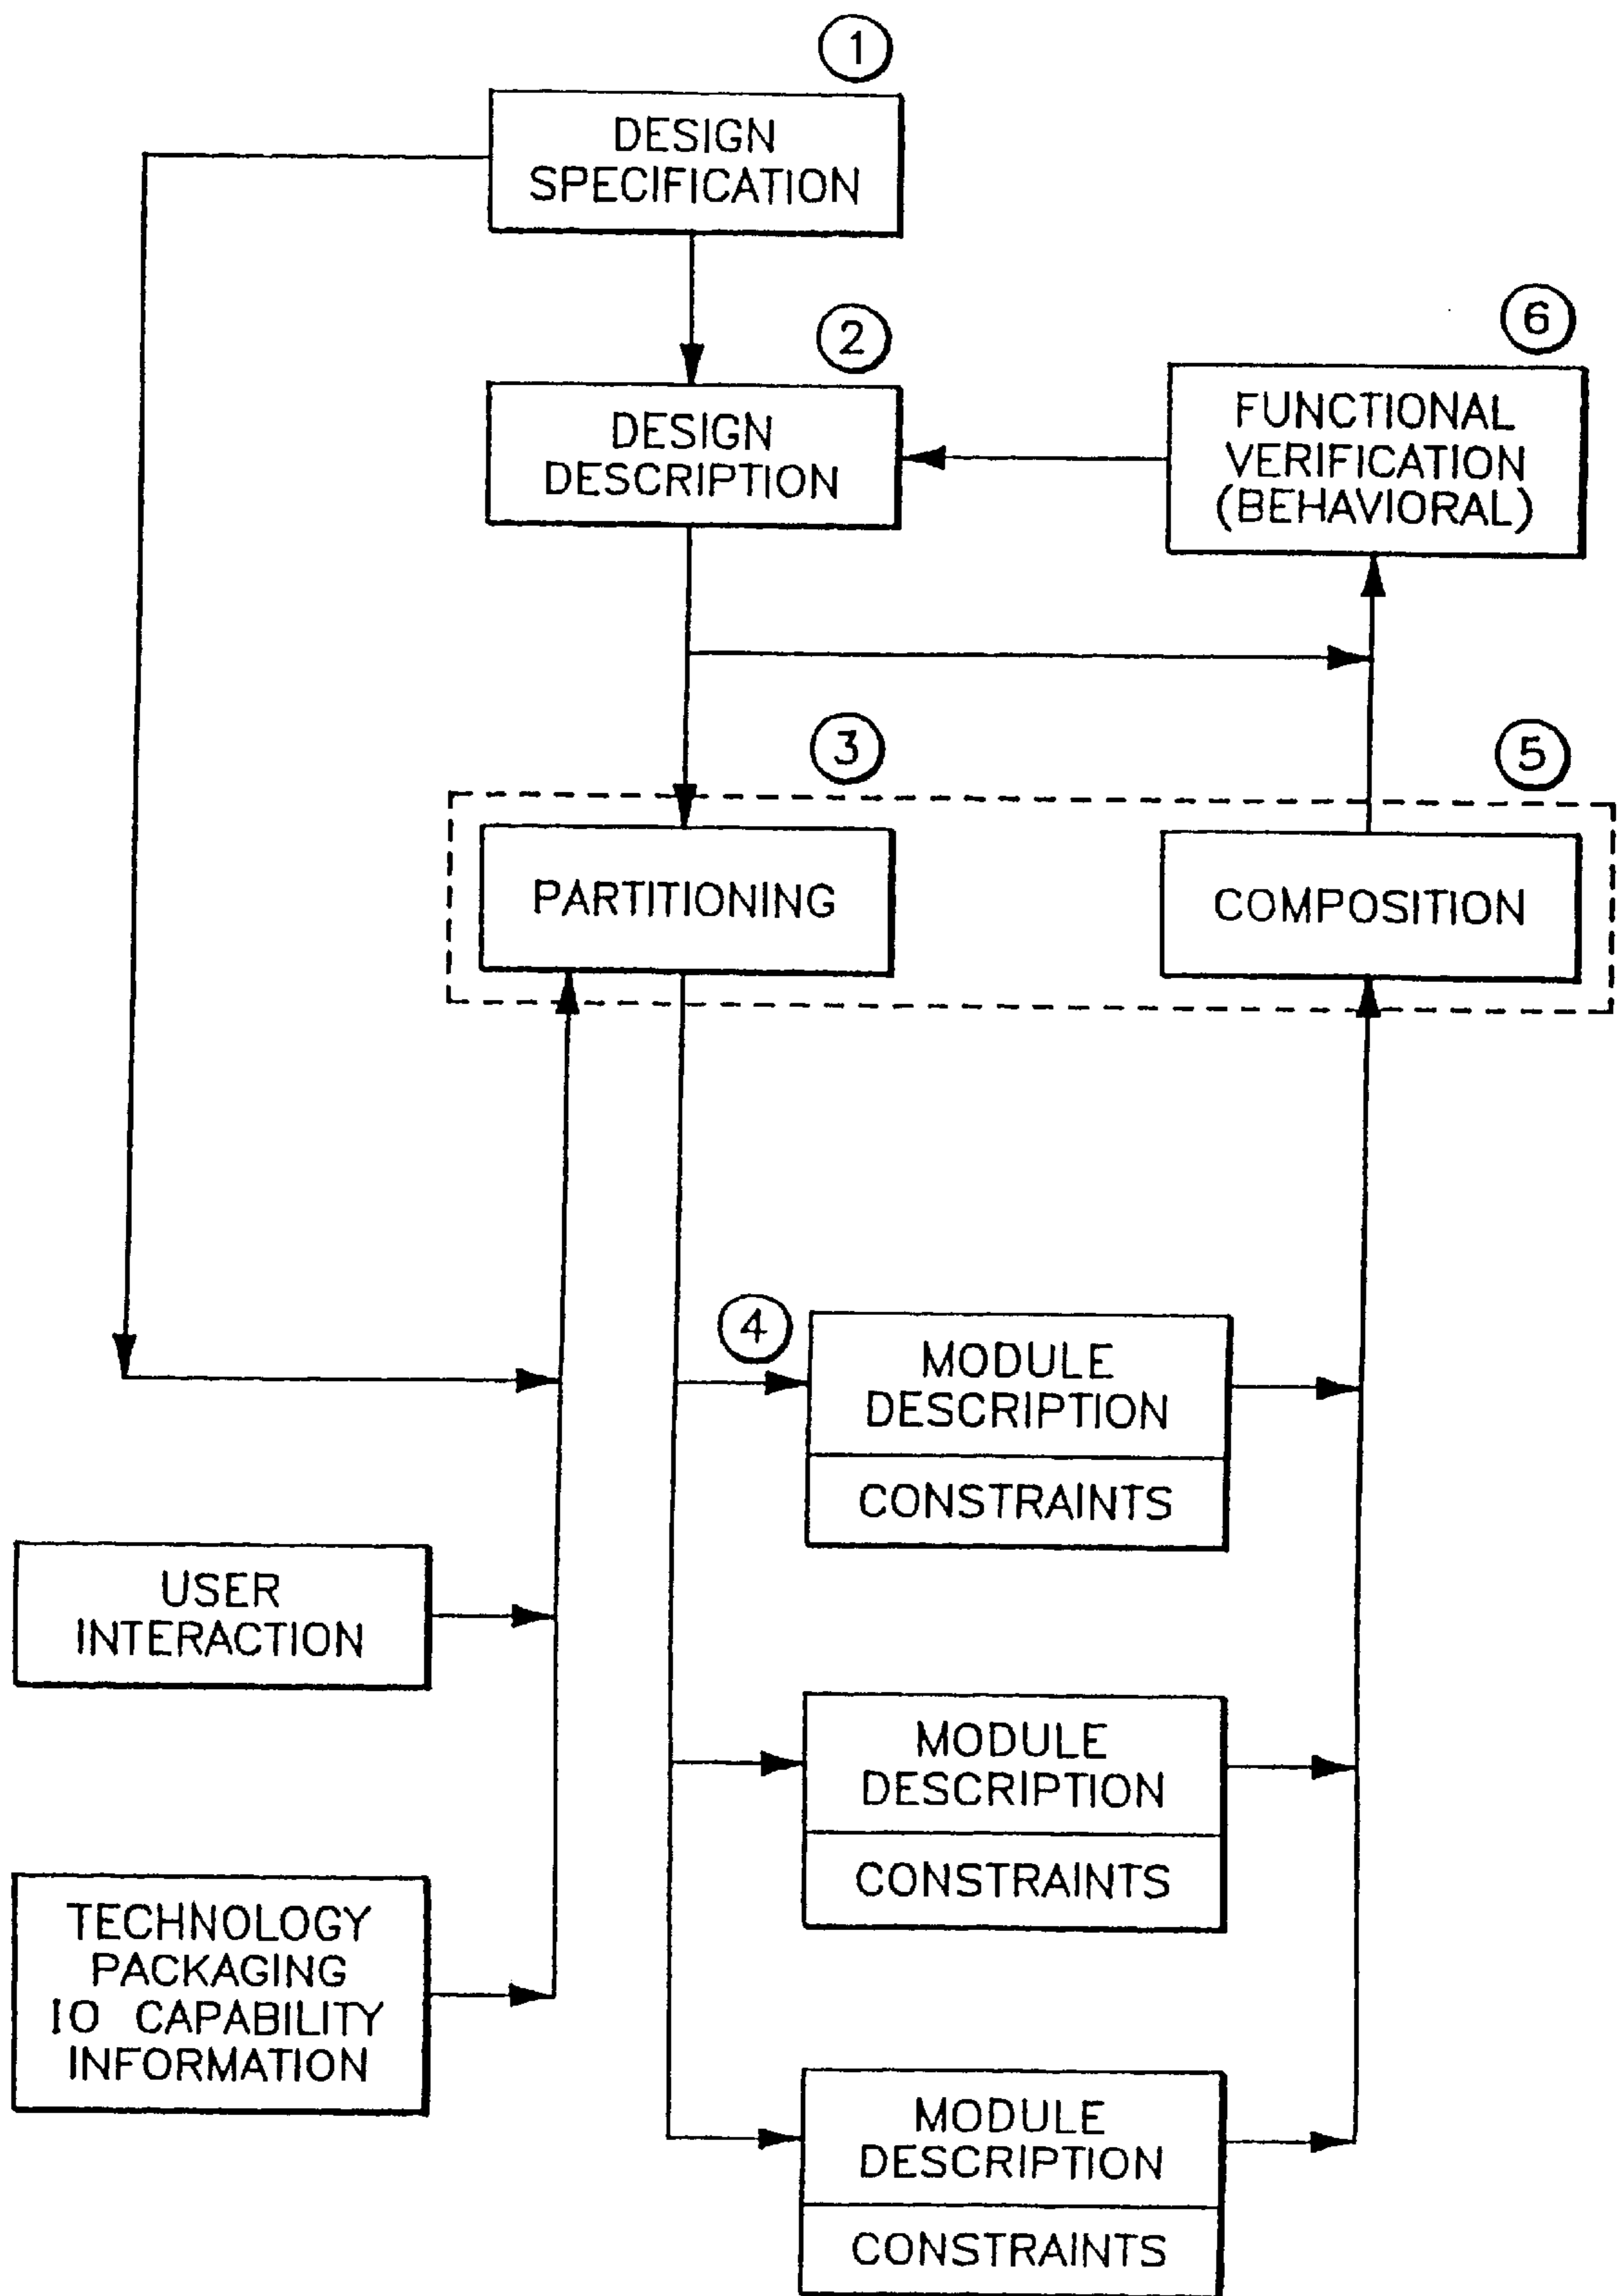 1
DESIGN
SPECIFICATION
2
DESIGN
DESCRIPTION
6
FUNCTIONAL
VERIFICATION
(BEHAVIORAL)
3
PARTITIONING
5
COMPOSITION
4
MODULE
DESCRIPTION
CONSTRAINTS
USER
INTERACTION
MODULE
DESCRIPTION
CONSTRAINTS
TECHNOLOGY
PACKAGING
IO CAPABILITY
INFORMATION
MODULE
DESCRIPTION
CONSTRAINTS